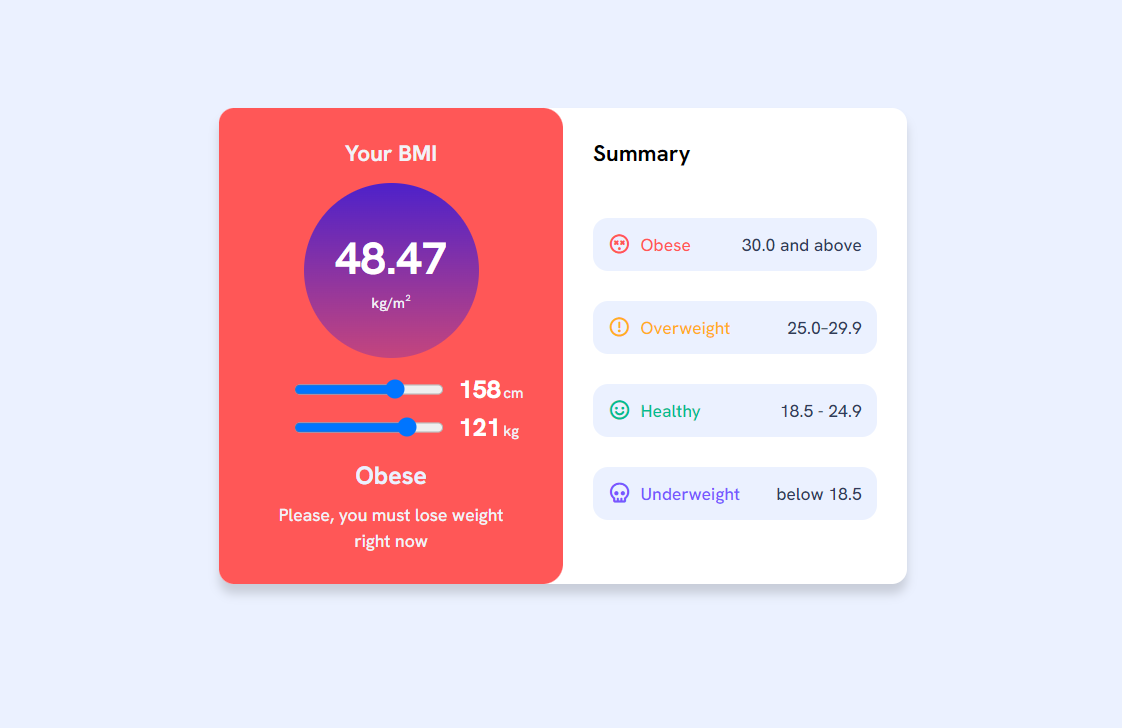 Your BMI
48.47
kg/m²
158 cm
121 kg
Obese
Please, you must lose weight
right now
Summary
Obese 30.0 and above
Overweight 25.0–29.9
Healthy 18.5 - 24.9
Underweight below 18.5